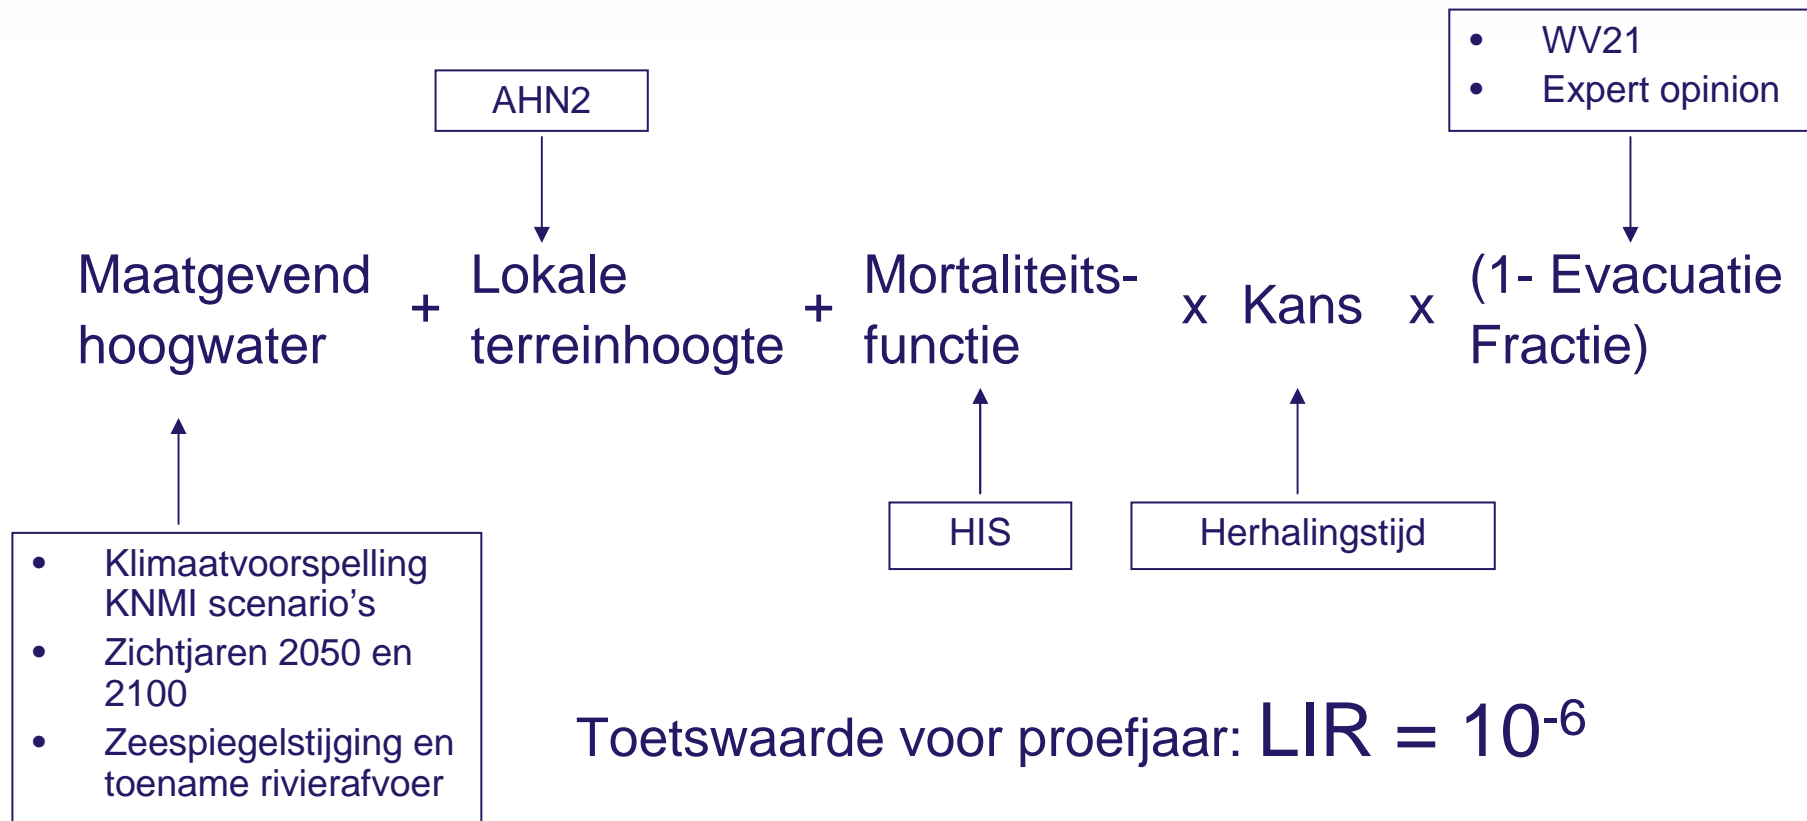 • WV21
• Expert opinion
AHN2
Maatgevend
hoogwater
+
Lokale
terreinhoogte
+
Mortaliteits-
functie
x Kans x
(1- Evacuatie
Fractie)
HIS
Herhalingstijd
• Klimaatvoorspelling
KNMI scenario's
• Zichtjaren 2050 en
2100
• Zeespiegelstijging en
toename rivierafvoer
Toetswaarde voor proefjaar: LIR = 10⁻⁶